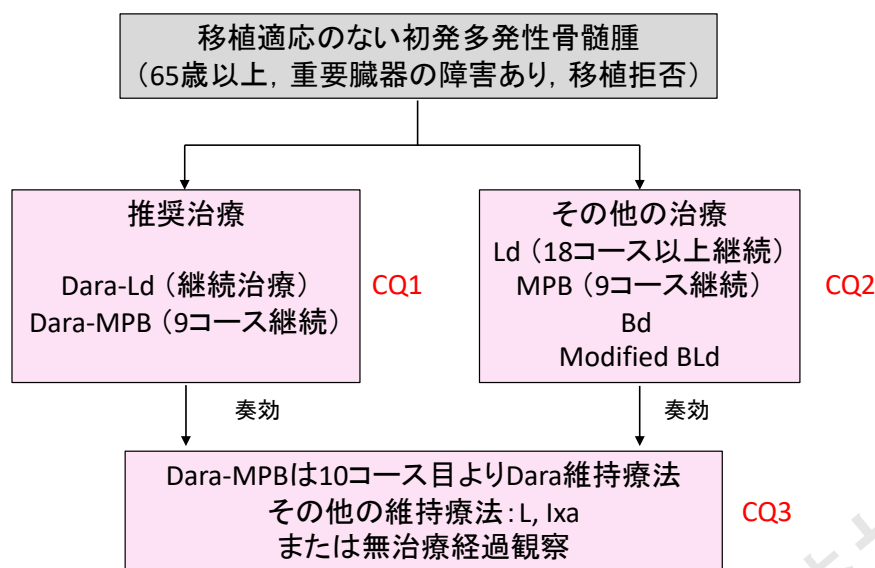 移植適応のない初発多発性骨髄腫
（65歳以上，重要臓器の障害あり，移植拒否）
推奨治療
Dara-Ld（継続治療）
Dara-MPB（9コース継続）
CQ1
その他の治療
Ld（18コース以上継続）
MPB（9コース継続）
Bd
Modified BLd
CQ2
奏効
奏効
Dara-MPBは10コース目よりDara維持療法
その他の維持療法：L, Ixa
または無治療経過観察
CQ3